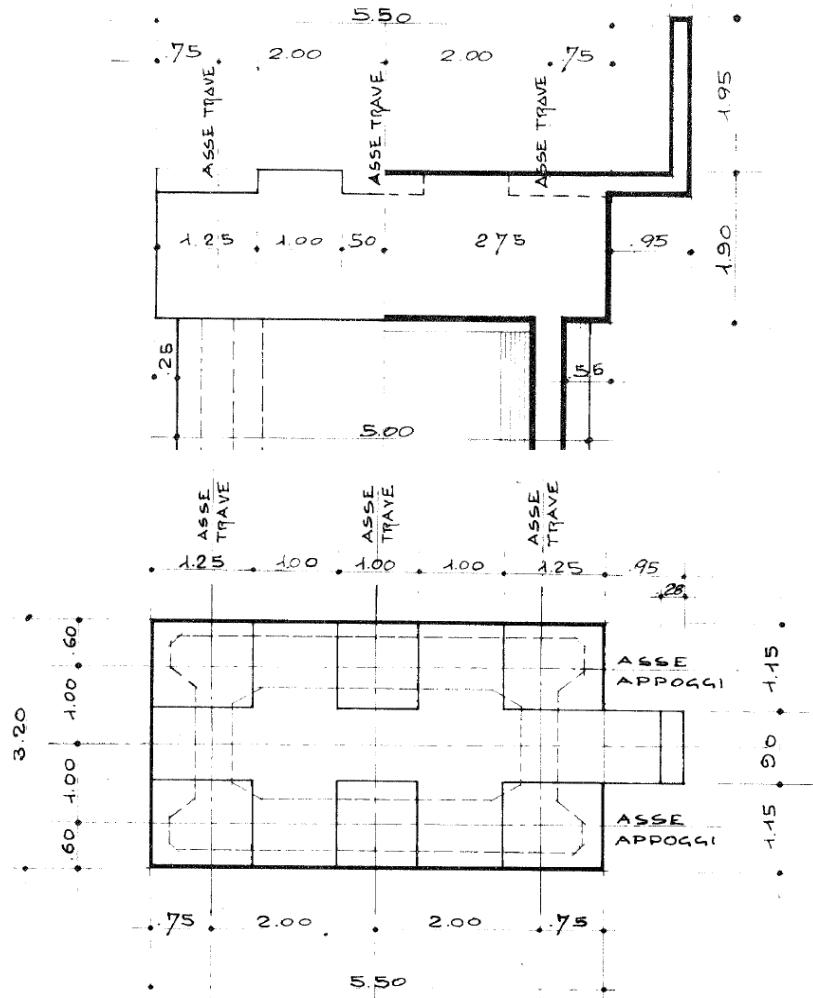 5.50
.75 2.00 2.00 .75
ASSE TRAVE
ASSE TRAVE
ASSE TRAVE
1.95
1.25 1.00 .50 275 .95
1.90
.25
.55
5.00
ASSE
TRAVE
ASSE
TRAVE
ASSE
TRAVE
1.25 1.00 1.00 1.00 1.25 .95
.28
.60
1.00
3.20
1.00
.60
ASSE
APPOGGI
1.15
90
ASSE
APPOGGI
1.15
.75 2.00 2.00 .75
5.50